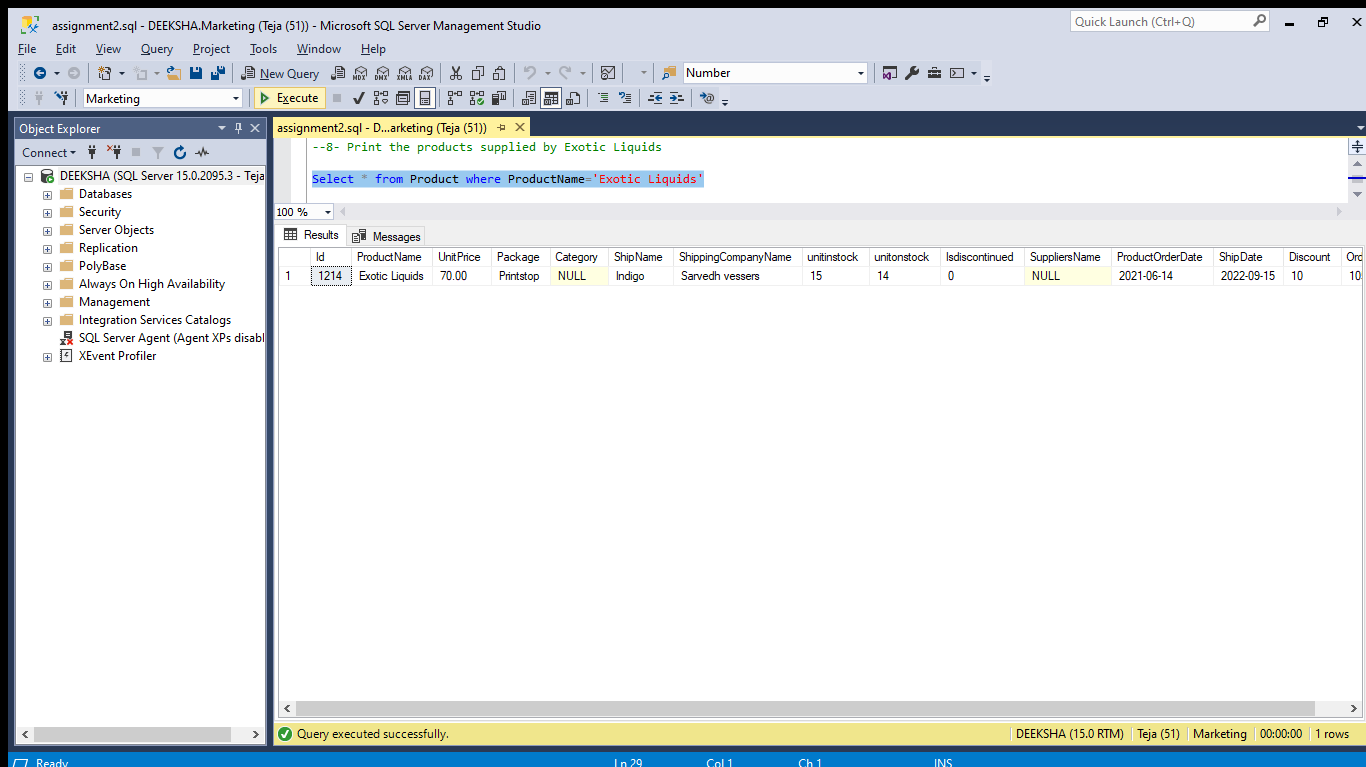 assignment2.sql - DEEKSHA.Marketing (Teja (51)) - Microsoft SQL Server Management Studio
Quick Launch (Ctrl+Q)
File Edit View Query Project Tools Window Help
New Query MDX DMX XMLA DAX Number
Marketing Execute
Object Explorer
Connect
DEEKSHA (SQL Server 15.0.2095.3 - Teja
Databases
Security
Server Objects
Replication
PolyBase
Always On High Availability
Management
Integration Services Catalogs
SQL Server Agent (Agent XPs disabl
XEvent Profiler
assignment2.sql - D...arketing (Teja (51))
--8- Print the products supplied by Exotic Liquids
Select * from Product where ProductName='Exotic Liquids'
100 %
Results Messages
Id ProductName UnitPrice Package Category ShipName ShippingCompanyName unitinstock unitonstock Isdiscontinued SuppliersName ProductOrderDate ShipDate Discount Ord
1 1214 Exotic Liquids 70.00 Printstop NULL Indigo Sarvedh vessers 15 14 0 NULL 2021-06-14 2022-09-15 10 10
Query executed successfully. DEEKSHA (15.0 RTM) Teja (51) Marketing 00:00:00 1 rows
Ready Ln 29 Col 1 Ch 1 INS